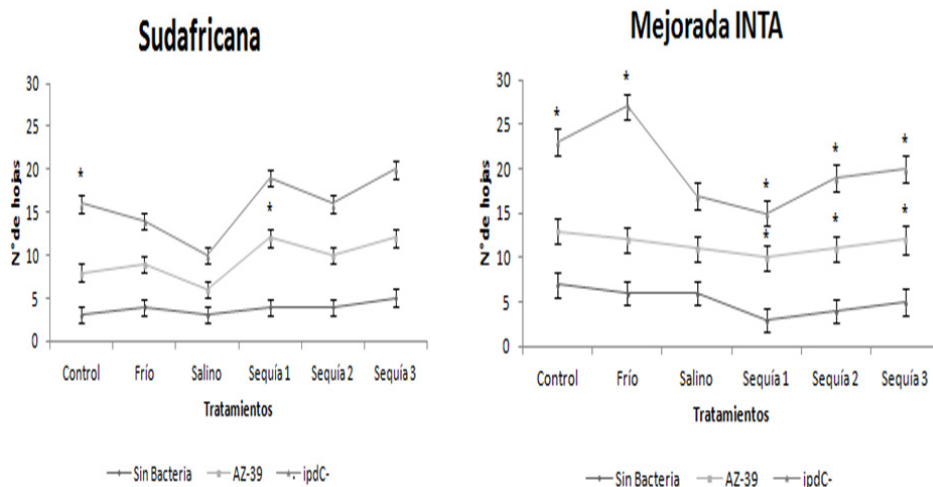 Sudafricana
N° de hojas
30
25
20
15
10
5
0
*
*
Control Frío Salino Sequía 1 Sequía 2 Sequía 3
Tratamientos
Sin Bacteria AZ-39 ipdC-
Mejorada INTA
N° de hojas
30
25
20
15
10
5
0
*
*
*
*
*
*
*
*
Control Frío Salino Sequía 1 Sequía 2 Sequía 3
Tratamientos
Sin Bacteria AZ-39 ipdC-